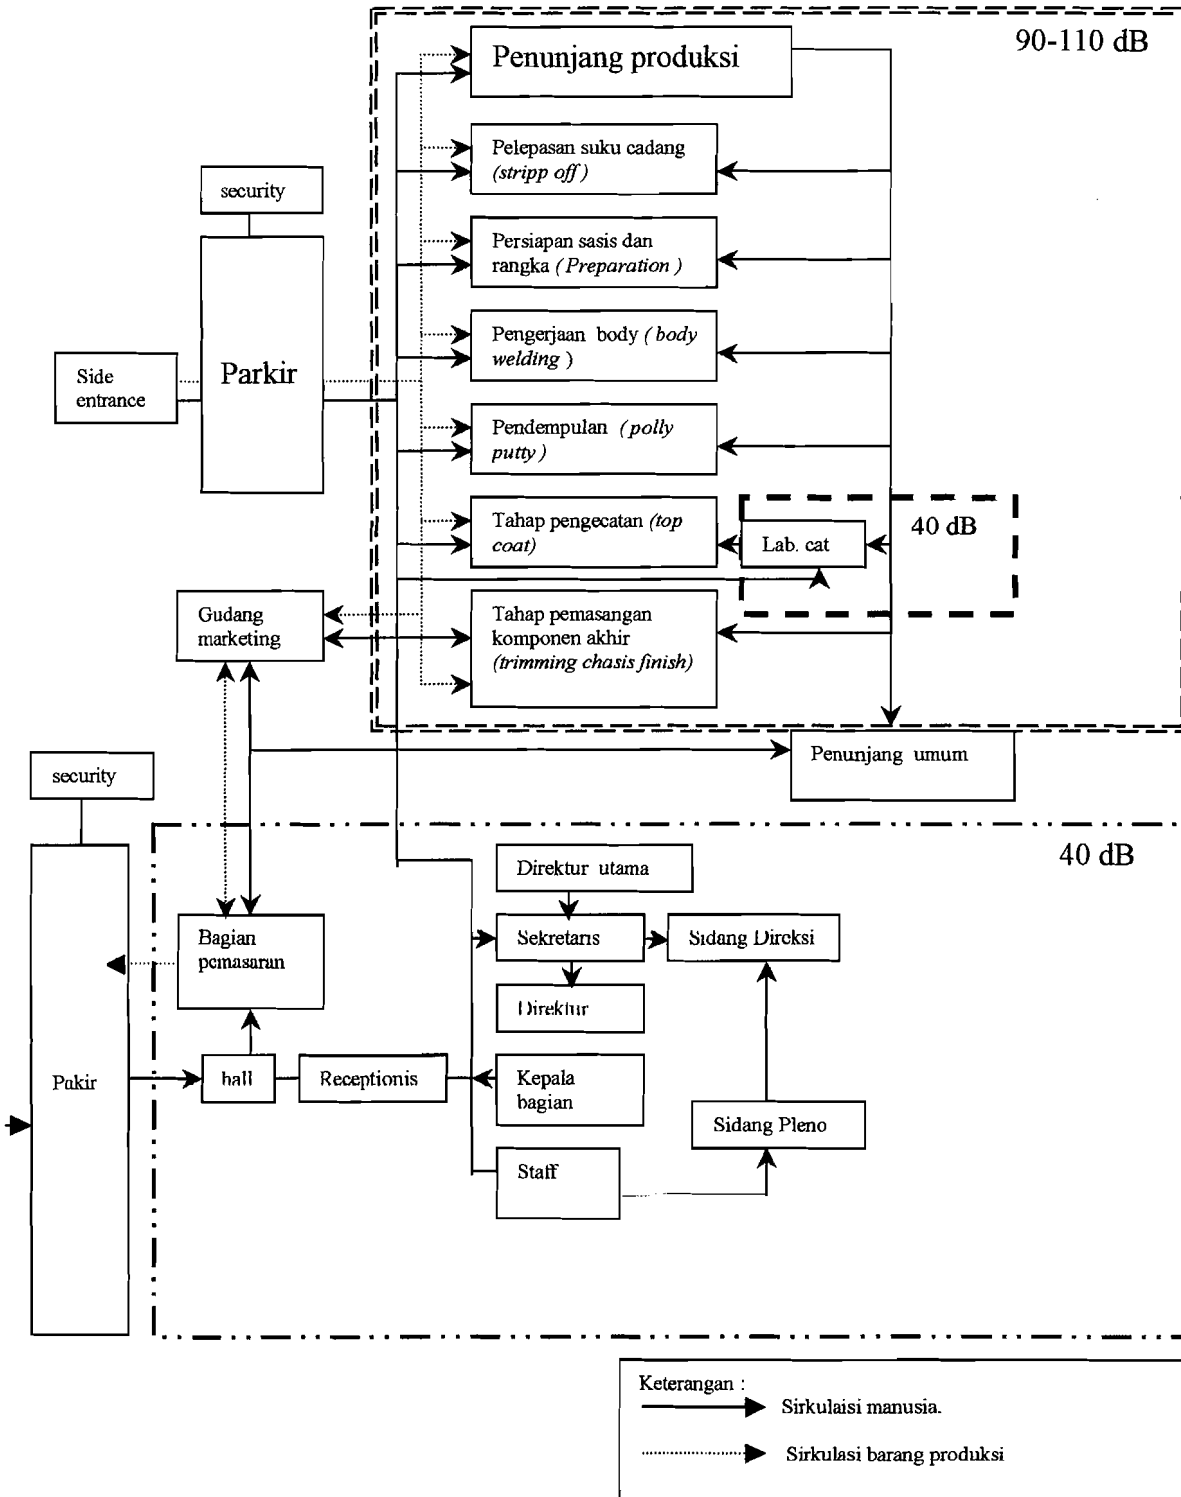 90-110 dB
Penunjang produksi
Pelepasan suku cadang
(stripp off)
security
Persiapan sasis dan
rangka (Preparation)
Pengerjaan body (body
welding)
Side
entrance
Parkir
Pendempulan (polly
putty)
Tahap pengecatan (top
coat)
Lab. cat
40 dB
Gudang
marketing
Tahap pemasangan
komponen akhir
(trimming chasis finish)
Penunjang umum
security
40 dB
Direktur utama
Bagian
pemasaran
Sekretaris
Sidang Direksi
Direktur
Pakir
hall
Receptionis
Kepala
bagian
Sidang Pleno
Staff
Keterangan :
Sirkulaisi manusia.
Sirkulasi barang produksi